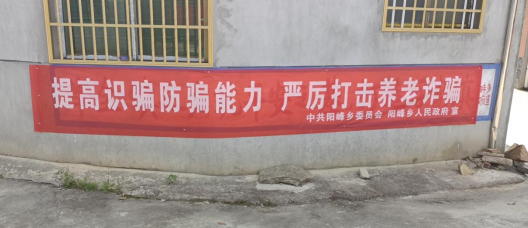 提高识骗防骗能力 严厉打击养老诈骗
中共阳峰乡委员会 阳峰乡人民政府 宣